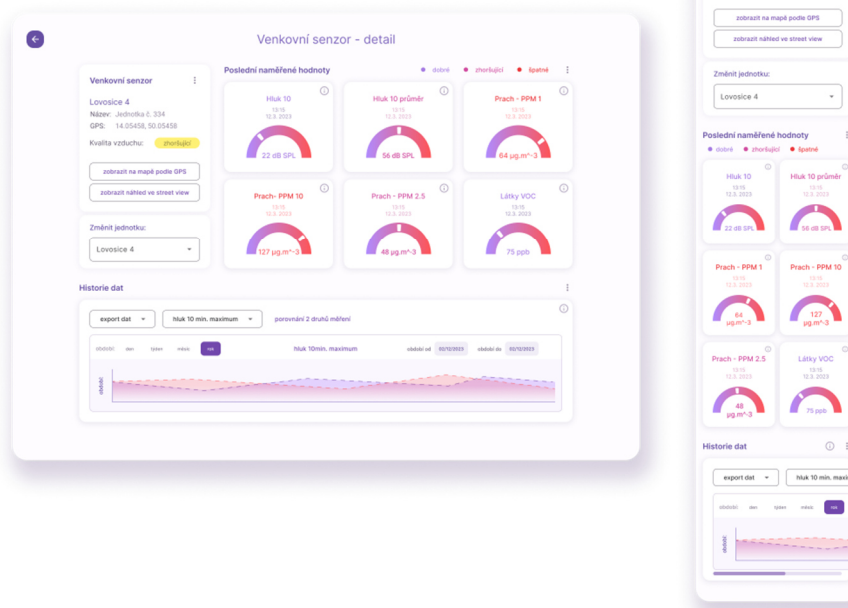 Venkovní senzor - detail
Venkovní senzor
Lovosice 4
Název: Jednotka č. 334
GPS: 14.05458, 50.05458
Kvalita vzduchu: zhoršující
zobrazit na mapě podle GPS
zobrazit náhled ve street view
Změnit jednotku:
Lovosice 4
Poslední naměřené hodnoty
dobré
zhoršující
špatné
Hluk 10
13:15
12.3. 2023
22 dB SPL
Hluk 10 průměr
13:15
12.3. 2023
56 dB SPL
Prach - PPM 1
13:15
12.3. 2023
64 µg.m^-3
Prach- PPM 10
13:15
12.3. 2023
127 µg.m^-3
Prach - PPM 2.5
13:15
12.3. 2023
48 µg.m^-3
Látky VOC
13:15
12.3. 2023
75 ppb
Historie dat
export dat
hluk 10 min. maximum
porovnání 2 druhů měření
období:
den
týden
měsíc
rok
hluk 10min. maximum
období od
02/12/2023
období do
02/12/2023
období:
zobrazit na mapě podle GPS
zobrazit náhled ve street view
Změnit jednotku:
Lovosice 4
Poslední naměřené hodnoty
dobré
zhoršující
špatné
Hluk 10
13:15
12.3. 2023
22 dB SPL
Hluk 10 průměr
13:15
12.3. 2023
56 dB SPL
Prach - PPM 1
13:15
12.3. 2023
64
µg.m^-3
Prach - PPM 10
13:15
12.3. 2023
127
µg.m^-3
Prach - PPM 2.5
13:15
12.3. 2023
48
µg.m^-3
Látky VOC
13:15
12.3. 2023
75 ppb
Historie dat
export dat
hluk 10 min. maxi
období:
den
týden
měsíc
rok
období: